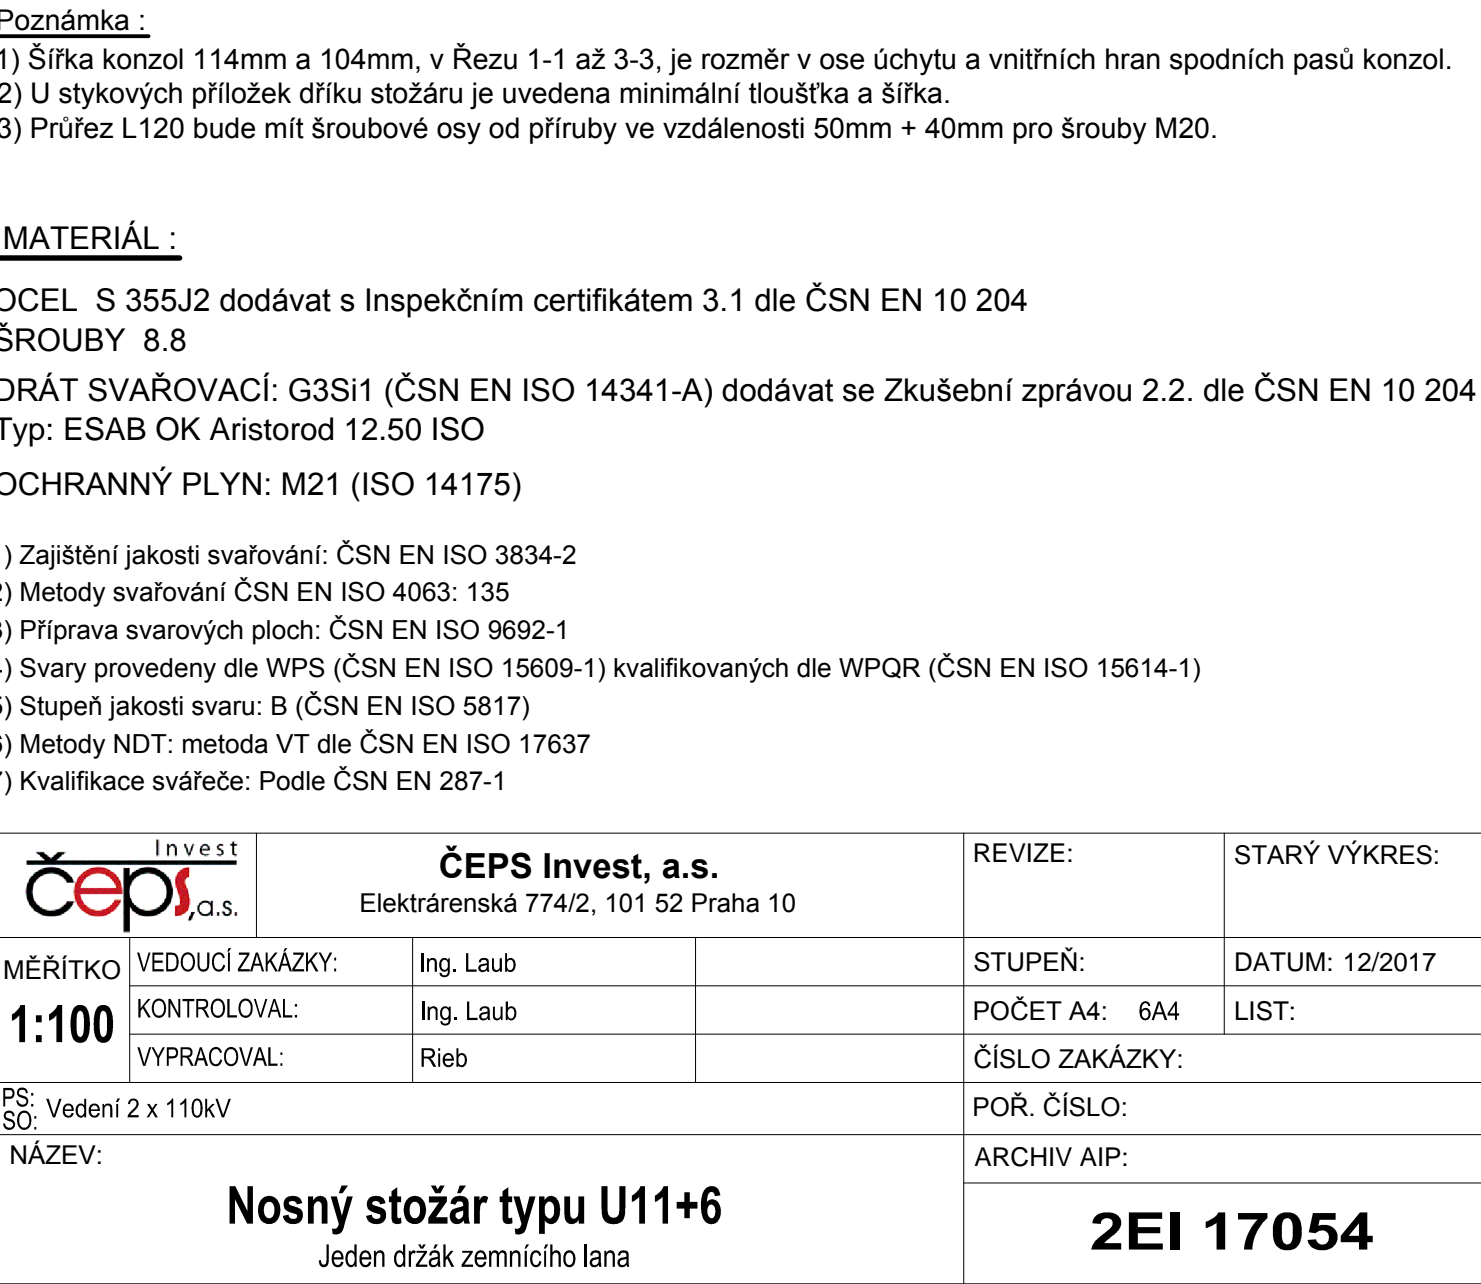 Poznámka :
1) Šířka konzol 114mm a 104mm, v Řezu 1-1 až 3-3, je rozměr v ose úchytu a vnitřních hran spodních pasů konzol.
2) U stykových příložek dříku stožáru je uvedena minimální tloušťka a šířka.
3) Průřez L120 bude mít šroubové osy od příruby ve vzdálenosti 50mm + 40mm pro šrouby M20.
MATERIÁL :
OCEL S 355J2 dodávat s Inspekčním certifikátem 3.1 dle ČSN EN 10 204
ŠROUBY 8.8
DRÁT SVAŘOVACÍ: G3Si1 (ČSN EN ISO 14341-A) dodávat se Zkušební zprávou 2.2. dle ČSN EN 10 204
Typ: ESAB OK Aristorod 12.50 ISO
OCHRANNÝ PLYN: M21 (ISO 14175)
1) Zajištění jakosti svařování: ČSN EN ISO 3834-2
2) Metody svařování ČSN EN ISO 4063: 135
3) Příprava svarových ploch: ČSN EN ISO 9692-1
4) Svary provedeny dle WPS (ČSN EN ISO 15609-1) kvalifikovaných dle WPQR (ČSN EN ISO 15614-1)
5) Stupeň jakosti svaru: B (ČSN EN ISO 5817)
6) Metody NDT: metoda VT dle ČSN EN ISO 17637
7) Kvalifikace svářeče: Podle ČSN EN 287-1
Invest
čeps,a.s.
ČEPS Invest, a.s.
Elektrárenská 774/2, 101 52 Praha 10
REVIZE:
STARÝ VÝKRES:
MĚŘÍTKO
1:100
VEDOUCÍ ZAKÁZKY: Ing. Laub
KONTROLOVAL: Ing. Laub
VYPRACOVAL: Rieb
STUPEŇ:
DATUM: 12/2017
POČET A4: 6A4
LIST:
ČÍSLO ZAKÁZKY:
PS:
SO: Vedení 2 x 110kV
POŘ. ČÍSLO:
NÁZEV:
Nosný stožár typu U11+6
Jeden držák zemnícího lana
ARCHIV AIP:
2EI 17054